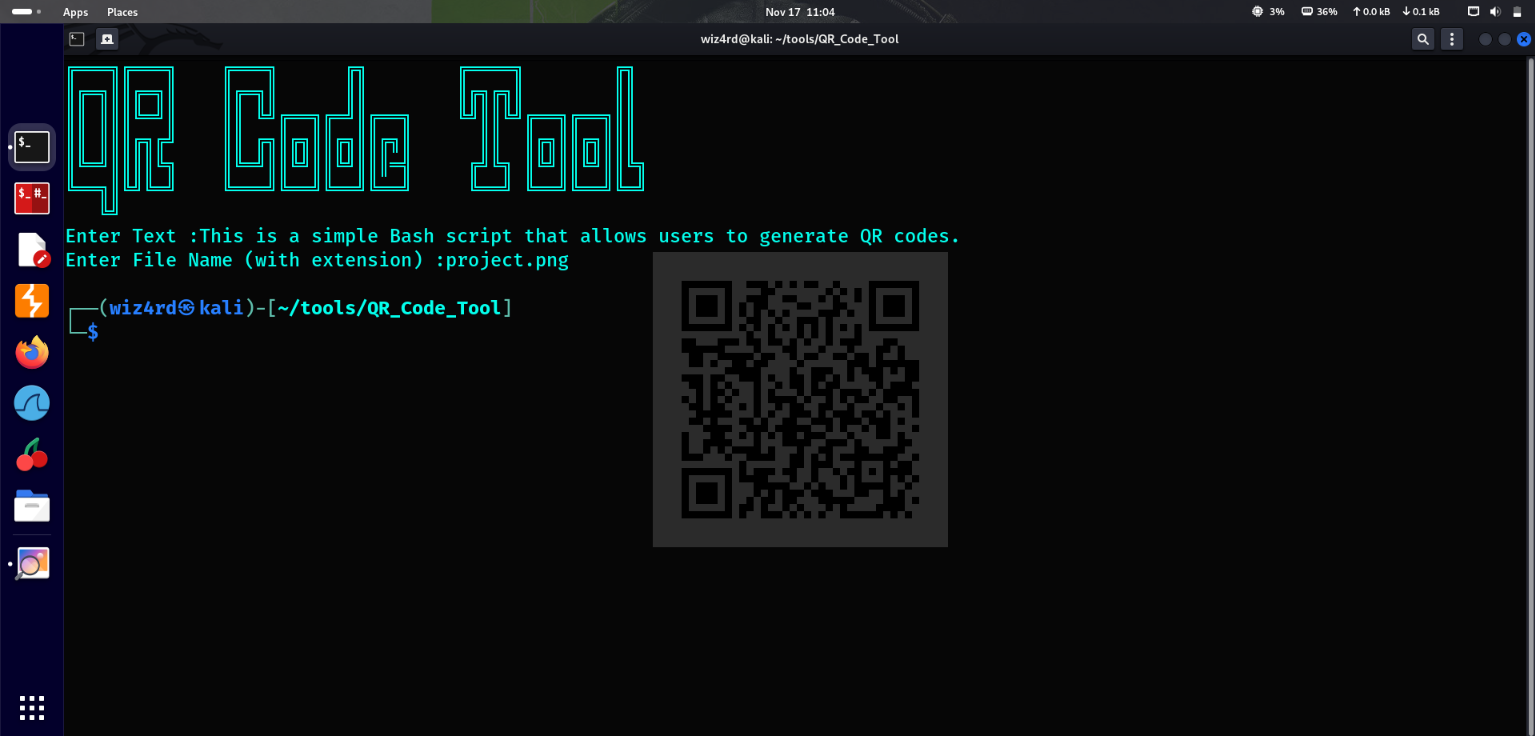 Apps Places Nov 17 11:04 3% 36% ↑0.0 kB ↓0.1 kB
wiz4rd@kali: ~/tools/QR_Code_Tool
QR Code Tool
Enter Text :This is a simple Bash script that allows users to generate QR codes.
Enter File Name (with extension) :project.png
┌──(wiz4rd㉿kali)-[~/tools/QR_Code_Tool]
└─$
$_
$_ #_